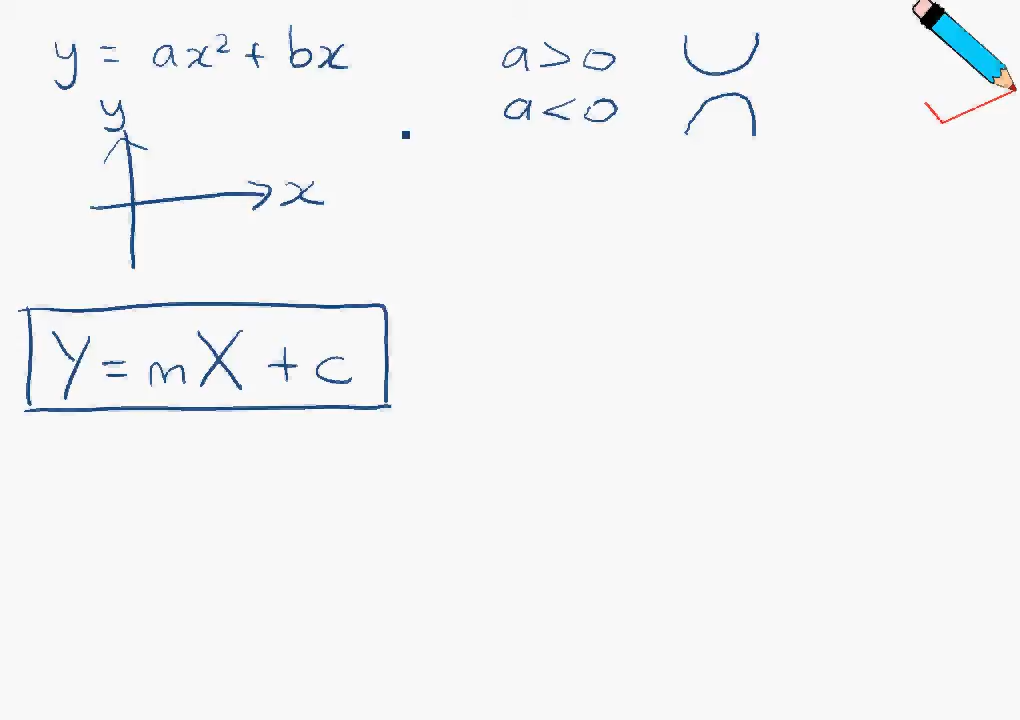 y = ax² + bx
a > 0
a < 0
y
x
Y = mX + c